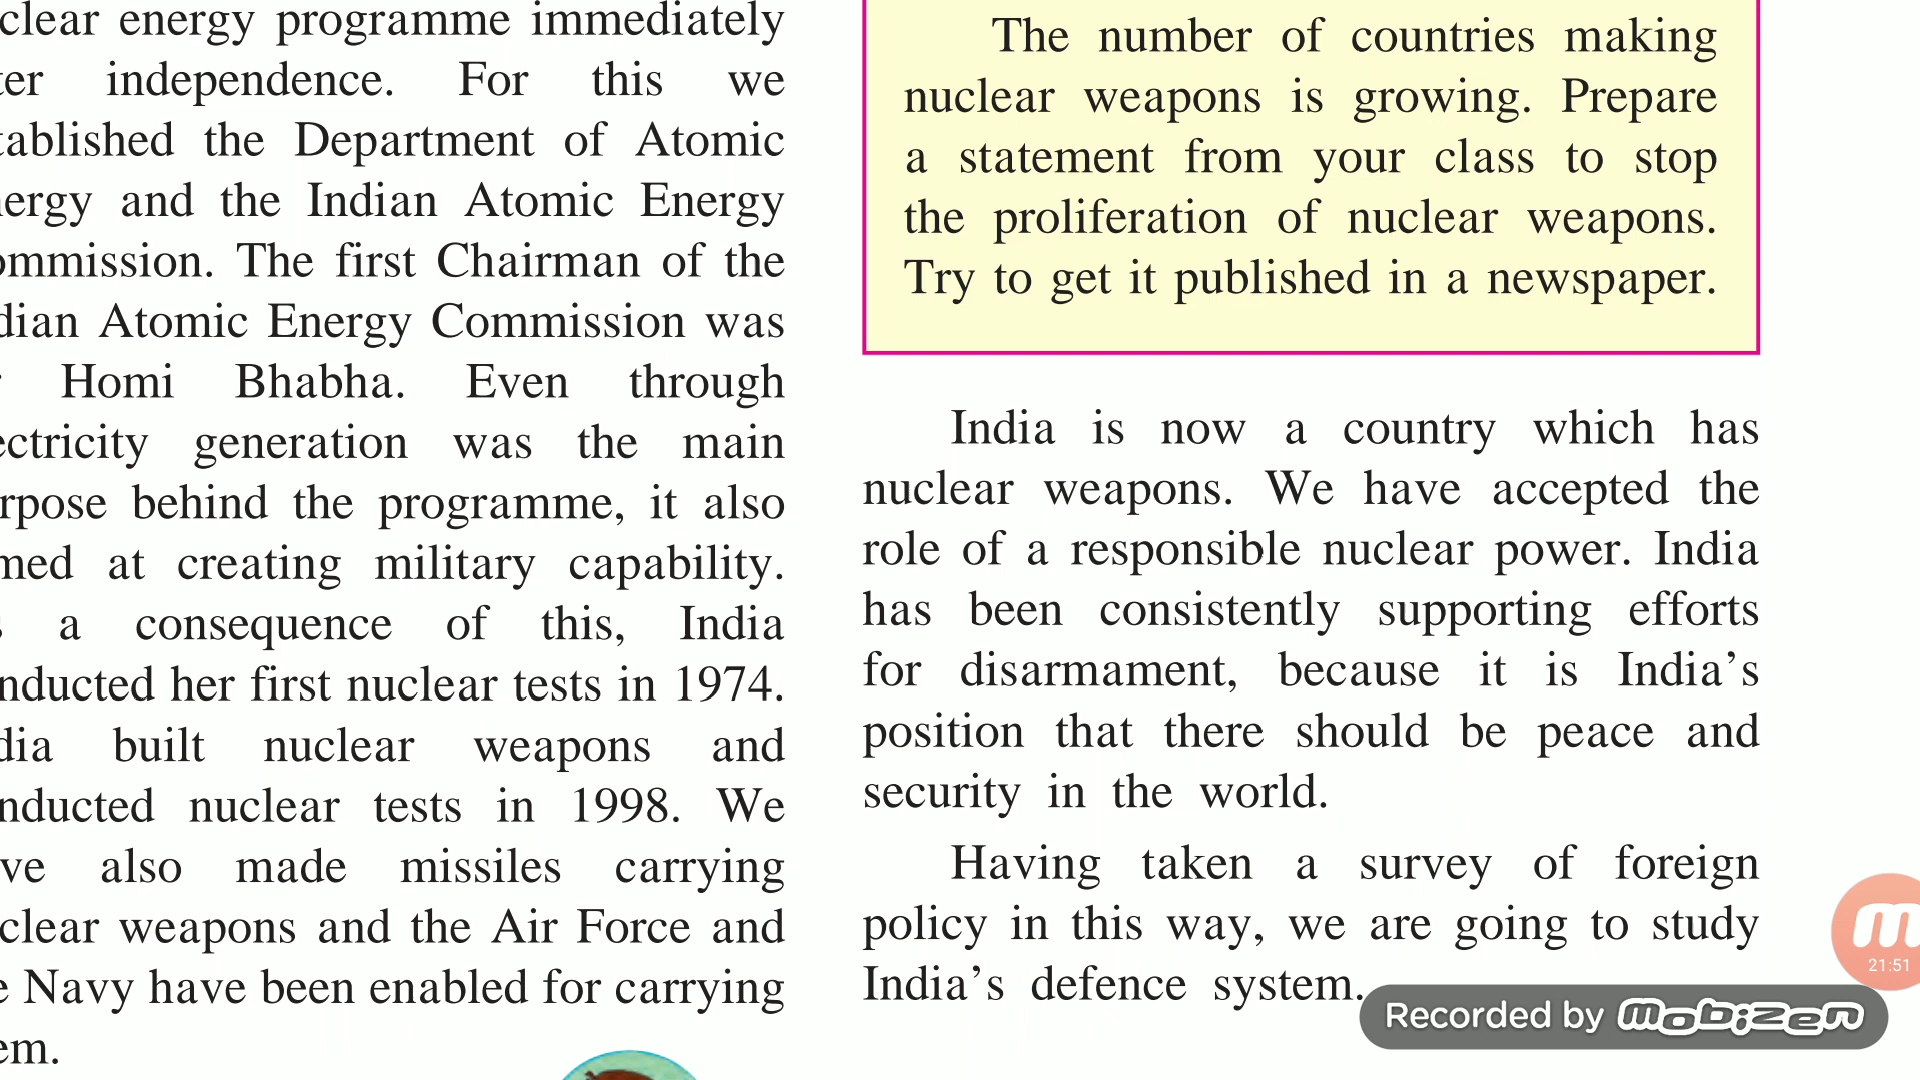 clear energy programme immediately
ter independence. For this we
tablished the Department of Atomic
nergy and the Indian Atomic Energy
ommission. The first Chairman of the
dian Atomic Energy Commission was
Homi Bhabha. Even through
ectricity generation was the main
rpose behind the programme, it also
med at creating military capability.
s a consequence of this, India
nducted her first nuclear tests in 1974.
dia built nuclear weapons and
nducted nuclear tests in 1998. We
ve also made missiles carrying
clear weapons and the Air Force and
e Navy have been enabled for carrying
em.
The number of countries making
nuclear weapons is growing. Prepare
a statement from your class to stop
the proliferation of nuclear weapons.
Try to get it published in a newspaper.
India is now a country which has
nuclear weapons. We have accepted the
role of a responsible nuclear power. India
has been consistently supporting efforts
for disarmament, because it is India's
position that there should be peace and
security in the world.
Having taken a survey of foreign
policy in this way, we are going to study
India's defence system.
21:51
Recorded by mobizen